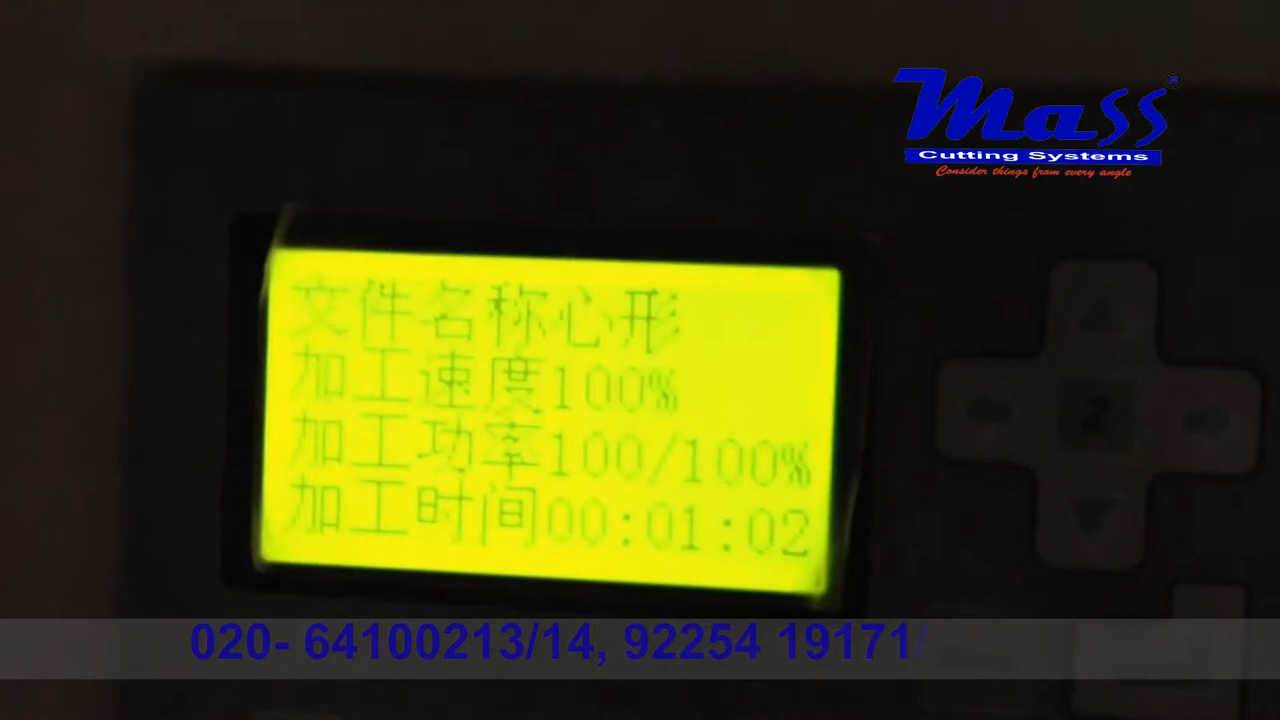 mass®
Cutting Systems
Consider things from every angle
文件名称心形
加工速度100%
加工功率100/100%
加工时间00:01:02
Z
020- 64100213/14, 92254 19171/